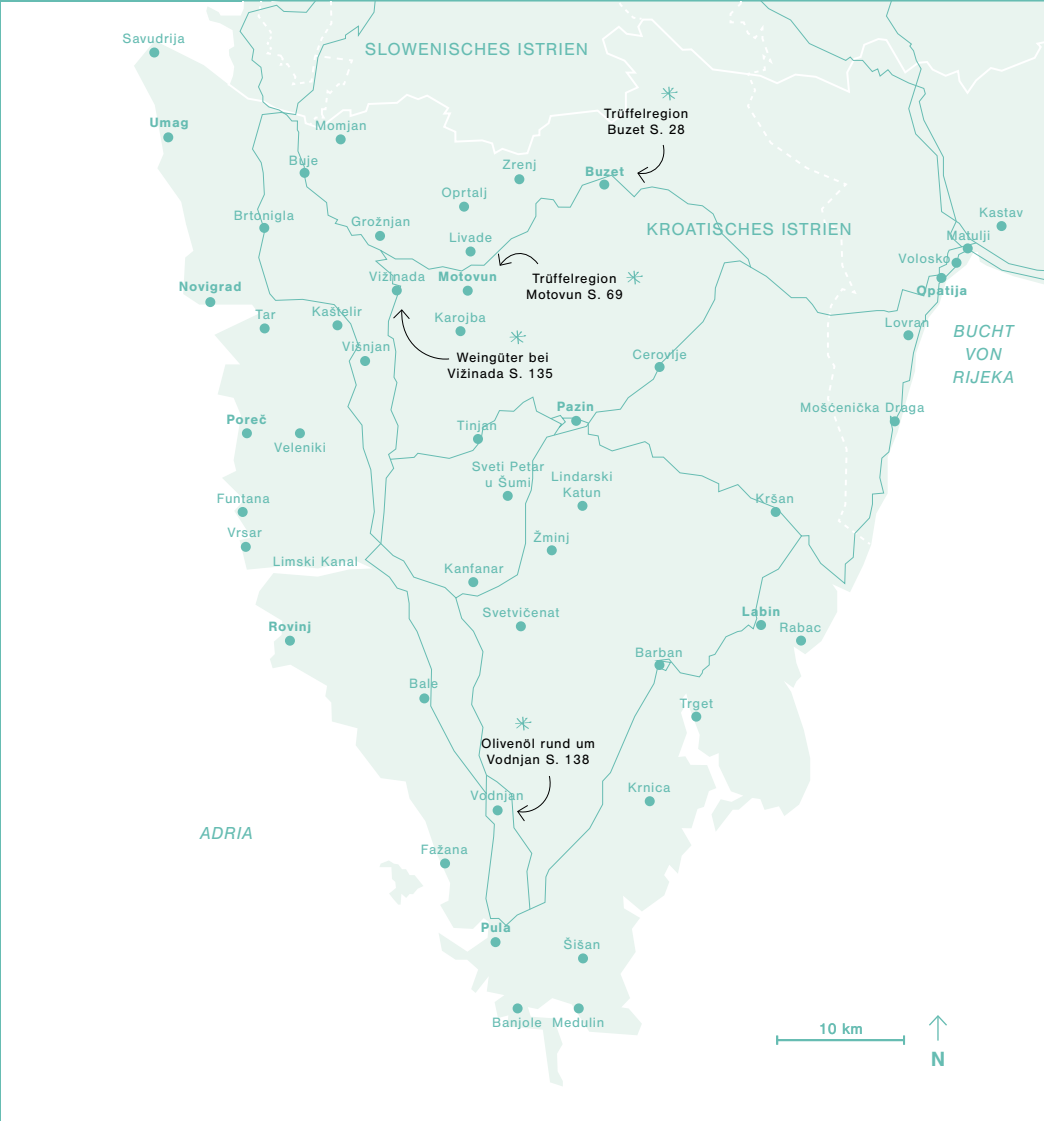 Savudrija
SLOWENISCHES ISTRIEN
Trüffelregion
Buzet S. 28
Umag
Momjan
Buje
Zrenj
Buzet
Oprtalj
Brtonigla
Grožnjan
Kastav
KROATISCHES ISTRIEN
Matulji
Livade
Volosko
Vižinada
Motovun
Trüffelregion
Motovun S. 69
Novigrad
Opatija
Tar
Kaštelir
Karojba
Lovran
BUCHT
VON
RIJEKA
Višnjan
Weingüter bei
Vižinada S. 135
Cerovlje
Pazin
Mošćenička Draga
Poreč
Veleniki
Tinjan
Sveti Petar
u Šumi
Lindarski
Katun
Funtana
Kršan
Vrsar
Žminj
Limski Kanal
Kanfanar
Svetvičenat
Labin
Rabac
Rovinj
Barban
Bale
Trget
Olivenöl rund um
Vodnjan S. 138
Vodnjan
Krnica
ADRIA
Fažana
Pula
Šišan
Banjole
Medulin
10 km
N